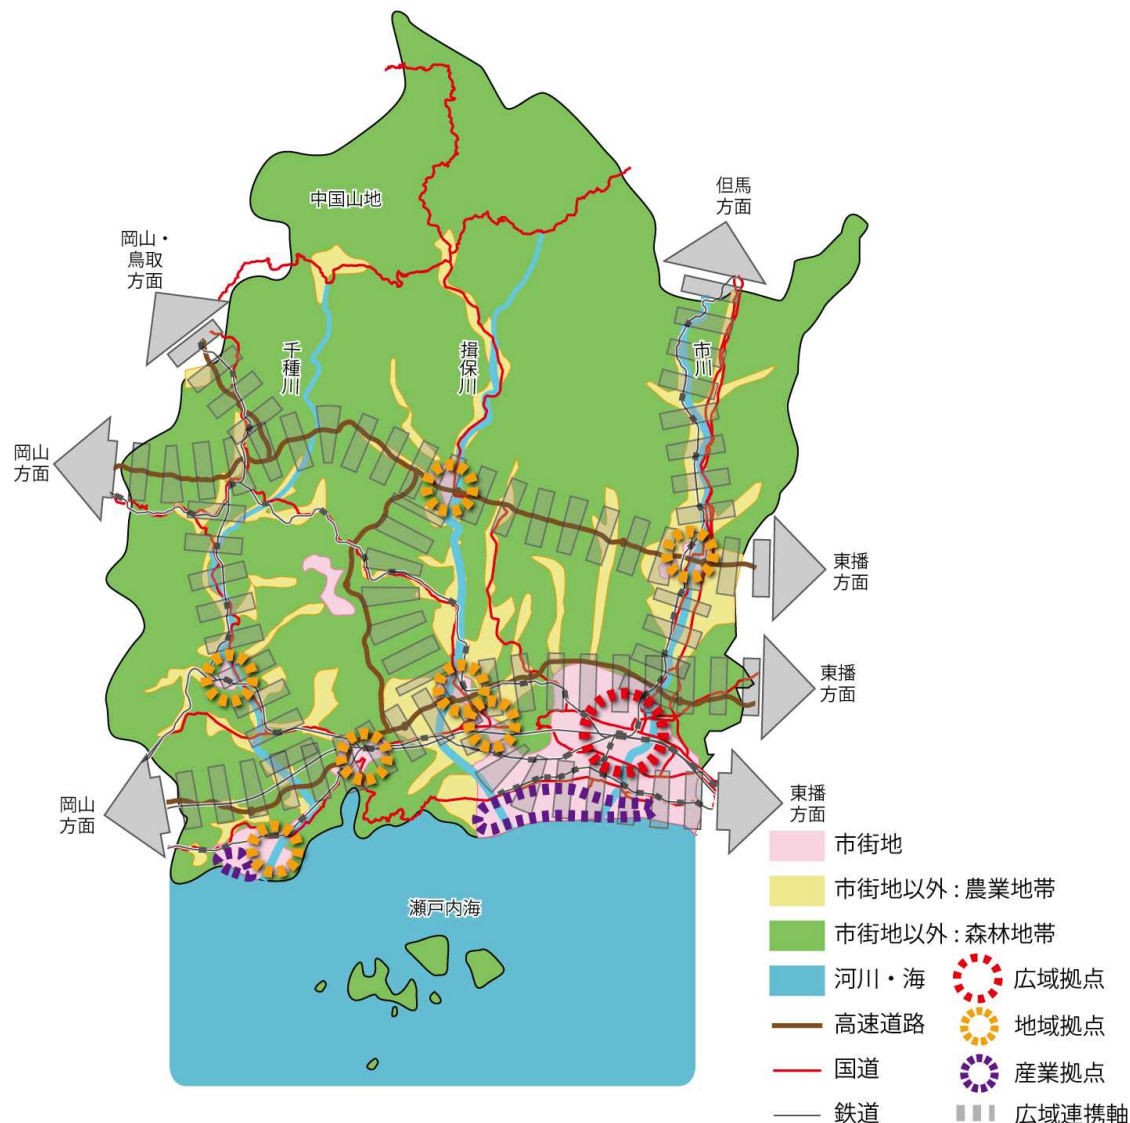 中国山地
但馬
方面
岡山・
鳥取
方面
千種川
揖保川
市川
岡山
方面
東播
方面
東播
方面
岡山
方面
東播
方面
瀬戸内海
市街地
市街地以外:農業地帯
市街地以外:森林地帯
河川・海
広域拠点
高速道路
地域拠点
国道
産業拠点
鉄道
広域連携軸